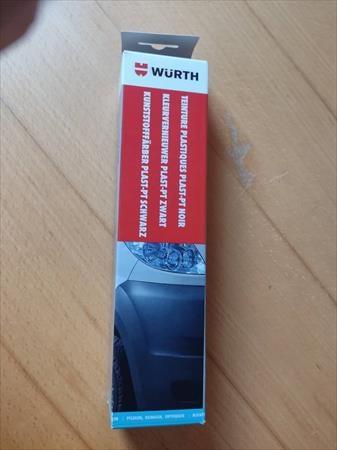 WÜRTH
TEINTURE PLASTIQUES PLAST-PT NOIR
KLEURVERNIEUWER PLAST-PT ZWART
KUNSTSTOFFFÄRBER PLAST-PT SCHWARZ